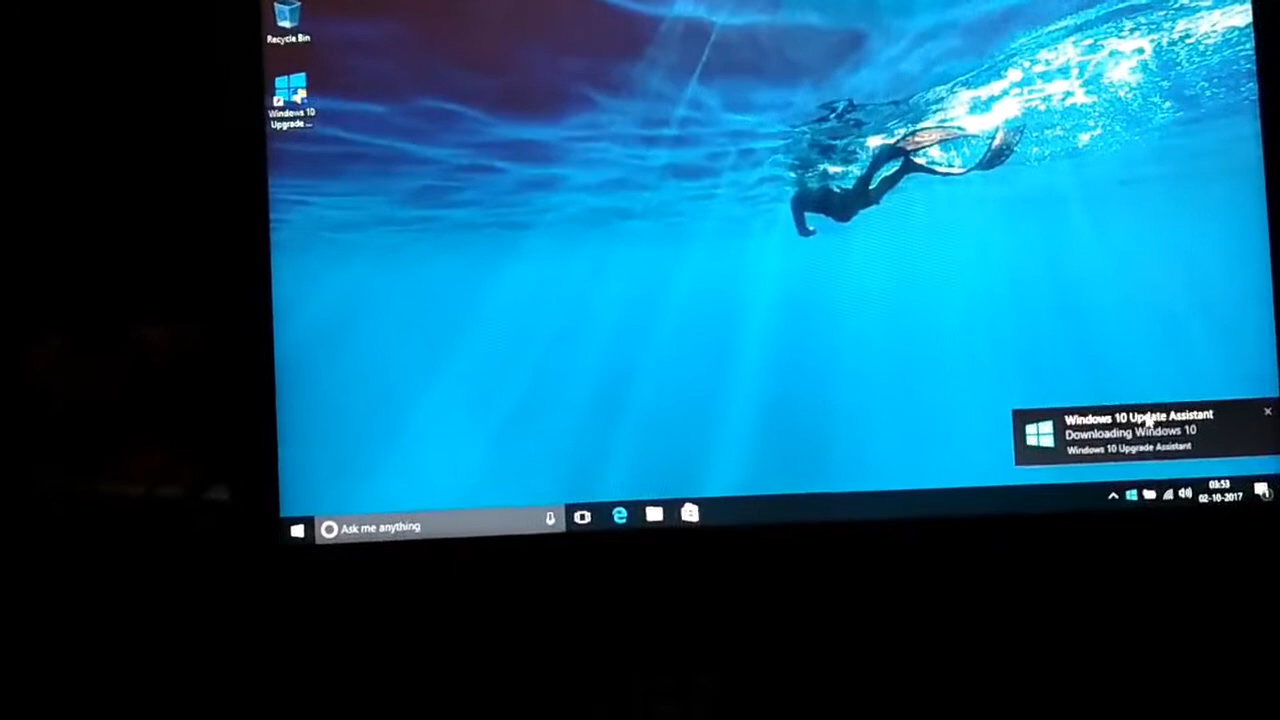 Recycle Bin
Windows 10
Upgrade ...
Windows 10 Update Assistant
Downloading Windows 10
Windows 10 Upgrade Assistant
Ask me anything
03:53
02-10-2017
1